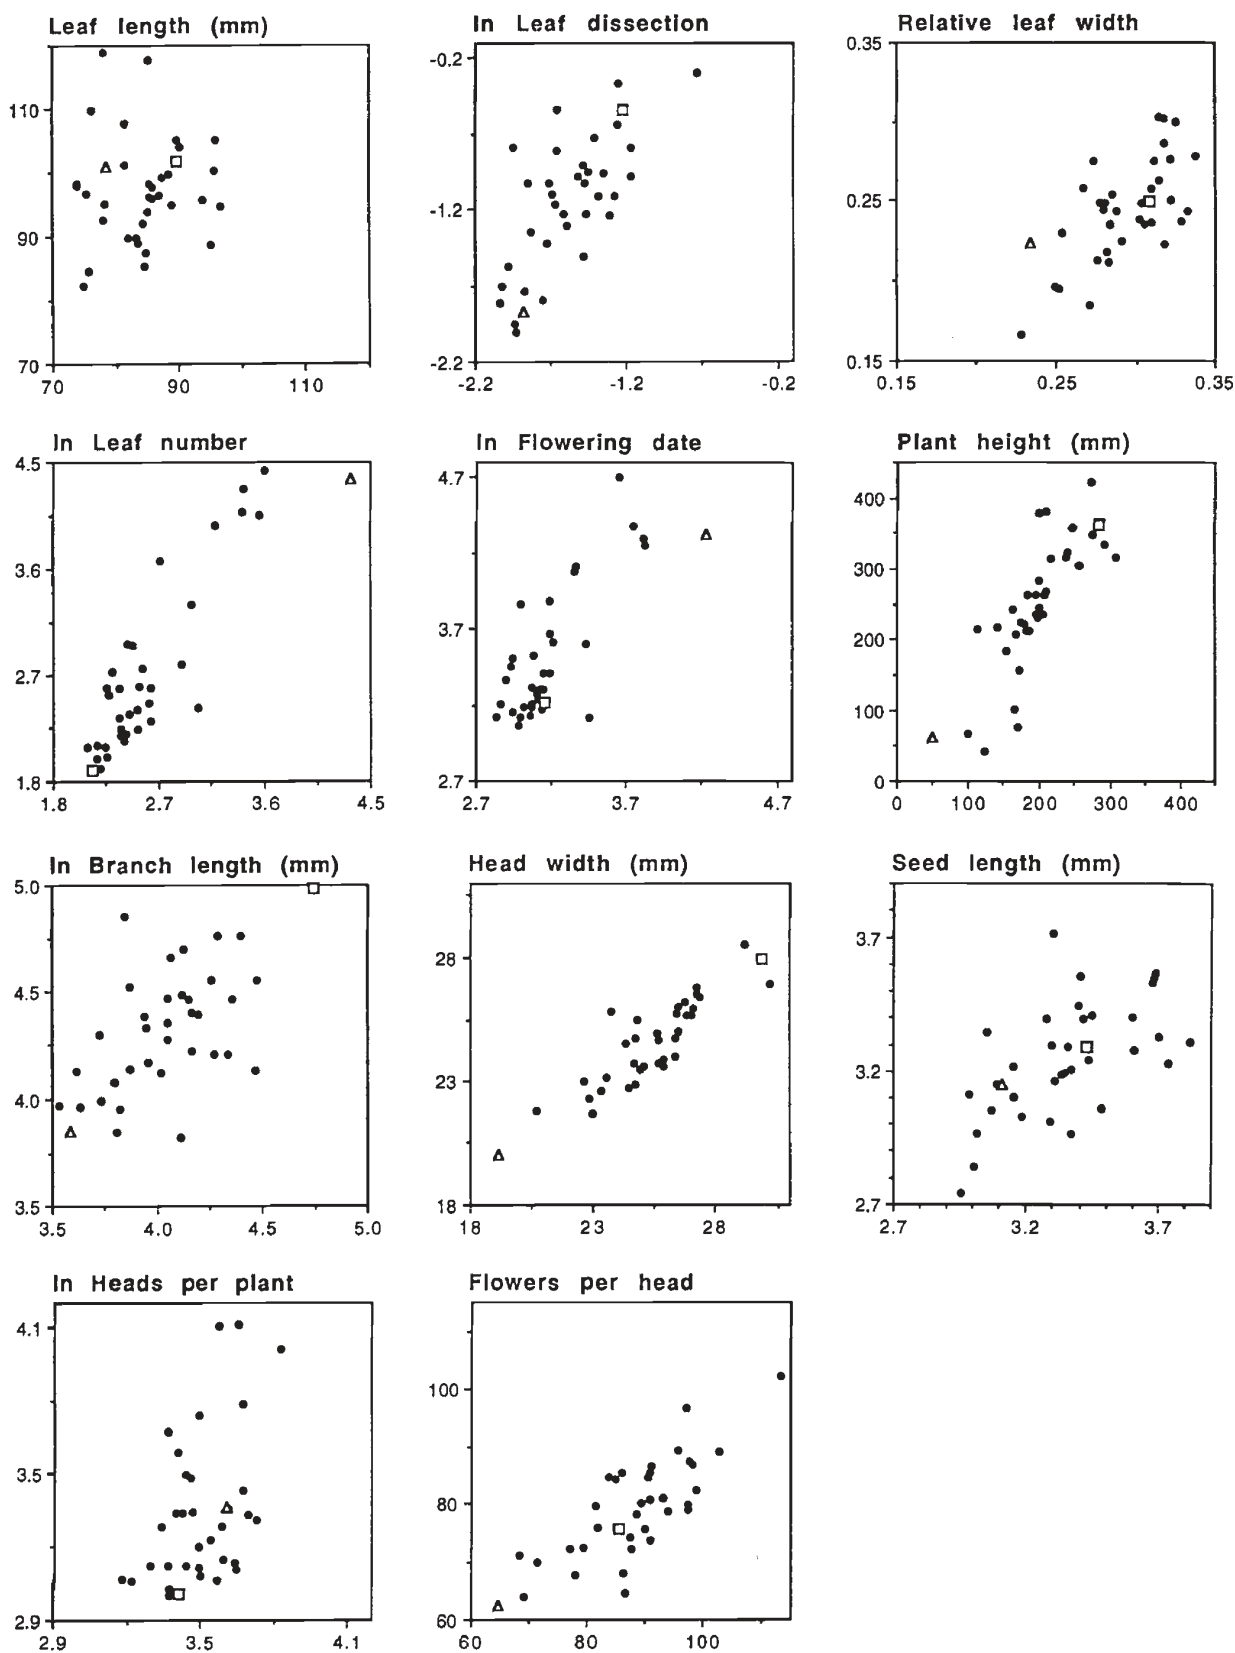 Leaf length (mm)
110
90
70
70 90 110
ln Leaf dissection
-0.2
-1.2
-2.2
-2.2 -1.2 -0.2
Relative leaf width
0.35
0.25
0.15
0.15 0.25 0.35
ln Leaf number
4.5
3.6
2.7
1.8
1.8 2.7 3.6 4.5
ln Flowering date
4.7
3.7
2.7
2.7 3.7 4.7
Plant height (mm)
400
300
200
100
0
0 100 200 300 400
ln Branch length (mm)
5.0
4.5
4.0
3.5
3.5 4.0 4.5 5.0
Head width (mm)
28
23
18
18 23 28
Seed length (mm)
3.7
3.2
2.7
2.7 3.2 3.7
ln Heads per plant
4.1
3.5
2.9
2.9 3.5 4.1
Flowers per head
100
80
60
60 80 100